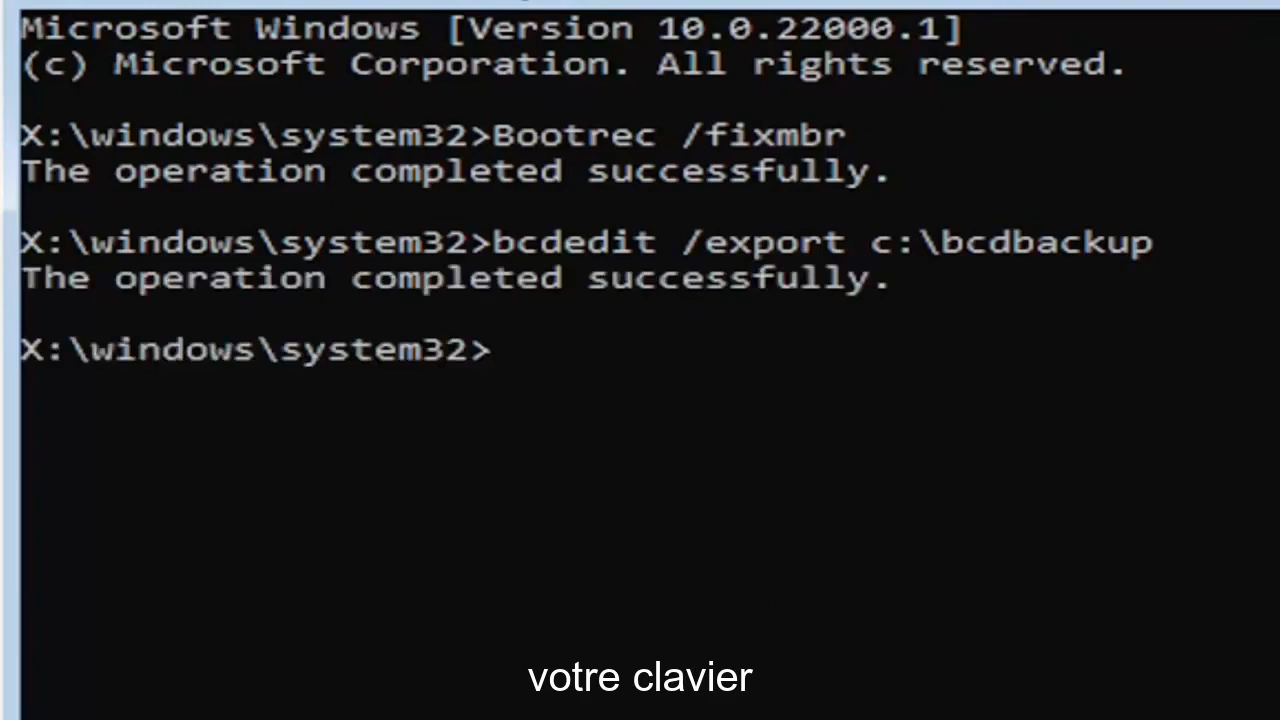 Microsoft Windows [Version 10.0.22000.1]
(c) Microsoft Corporation. All rights reserved.
X:\windows\system32>Bootrec /fixmbr
The operation completed successfully.
X:\windows\system32>bcdedit /export c:\bcdbackup
The operation completed successfully.
X:\windows\system32>
votre clavier